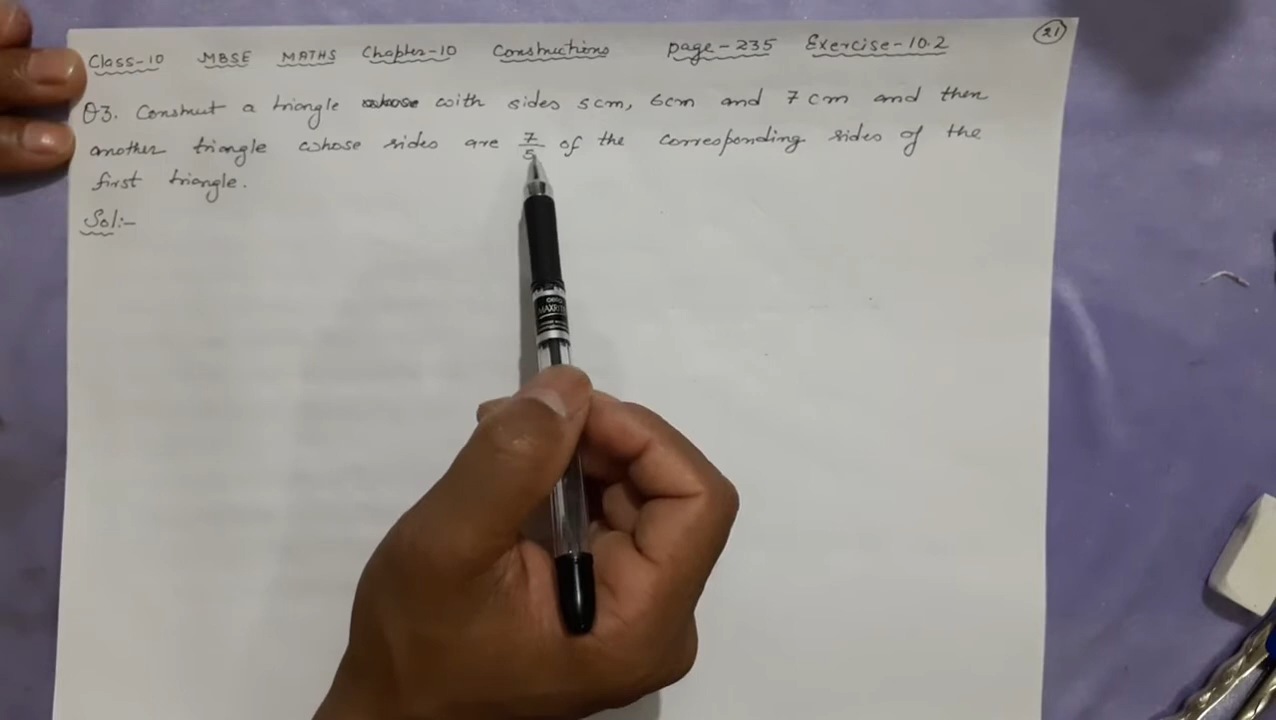 Class-10 MBSE MATHS Chapter-10 Constructions page-235 Exercise-10.2 21
Q3. Construct a triangle whose with sides 5cm, 6cm and 7cm and then
another triangle whose sides are 7/5 of the corresponding sides of the
first triangle.
Sol:-